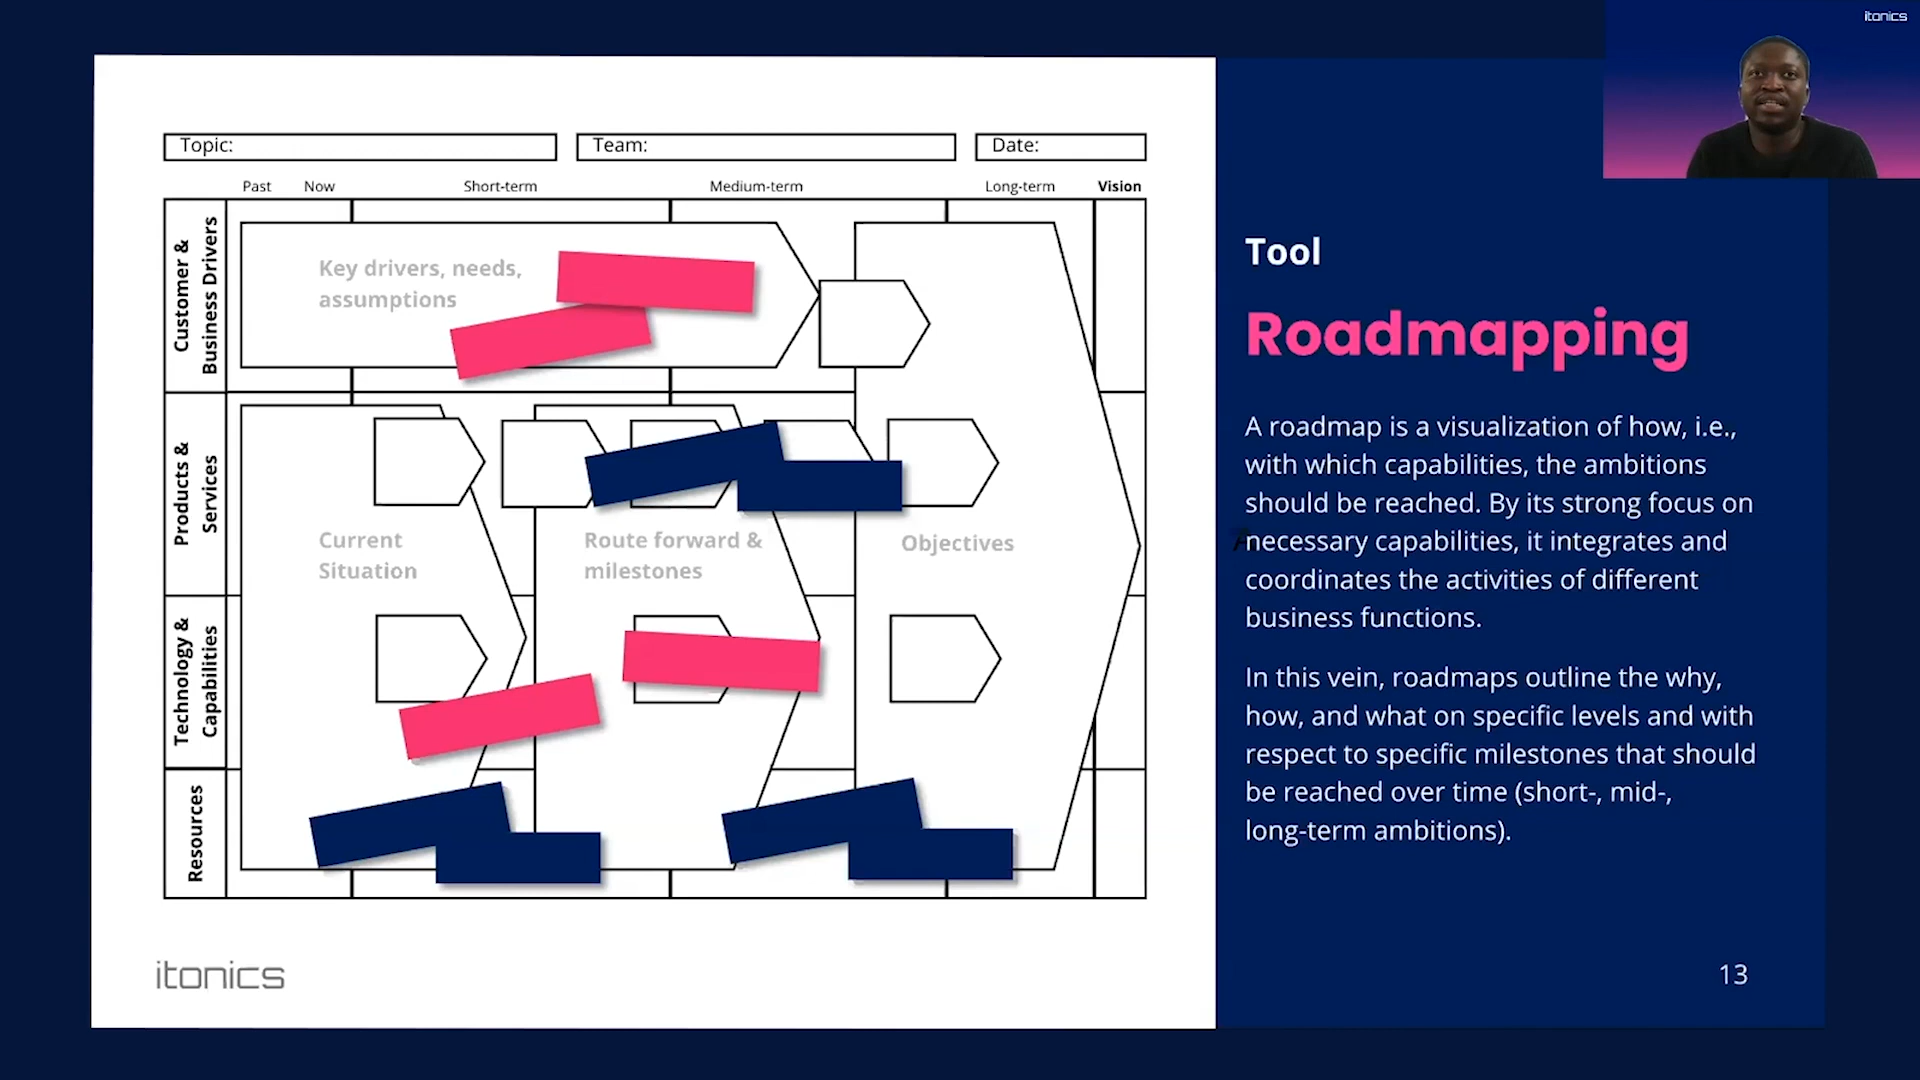 itonics
Topic:
Team:
Date:
Past
Now
Short-term
Medium-term
Long-term
Vision
Customer &
Business Drivers
Key drivers, needs,
assumptions
Products &
Services
Current
Situation
Route forward &
milestones
Objectives
Technology &
Capabilities
Resources
itonics
Tool
Roadmapping
A roadmap is a visualization of how, i.e.,
with which capabilities, the ambitions
should be reached. By its strong focus on
necessary capabilities, it integrates and
coordinates the activities of different
business functions.
In this vein, roadmaps outline the why,
how, and what on specific levels and with
respect to specific milestones that should
be reached over time (short-, mid-,
long-term ambitions).
13